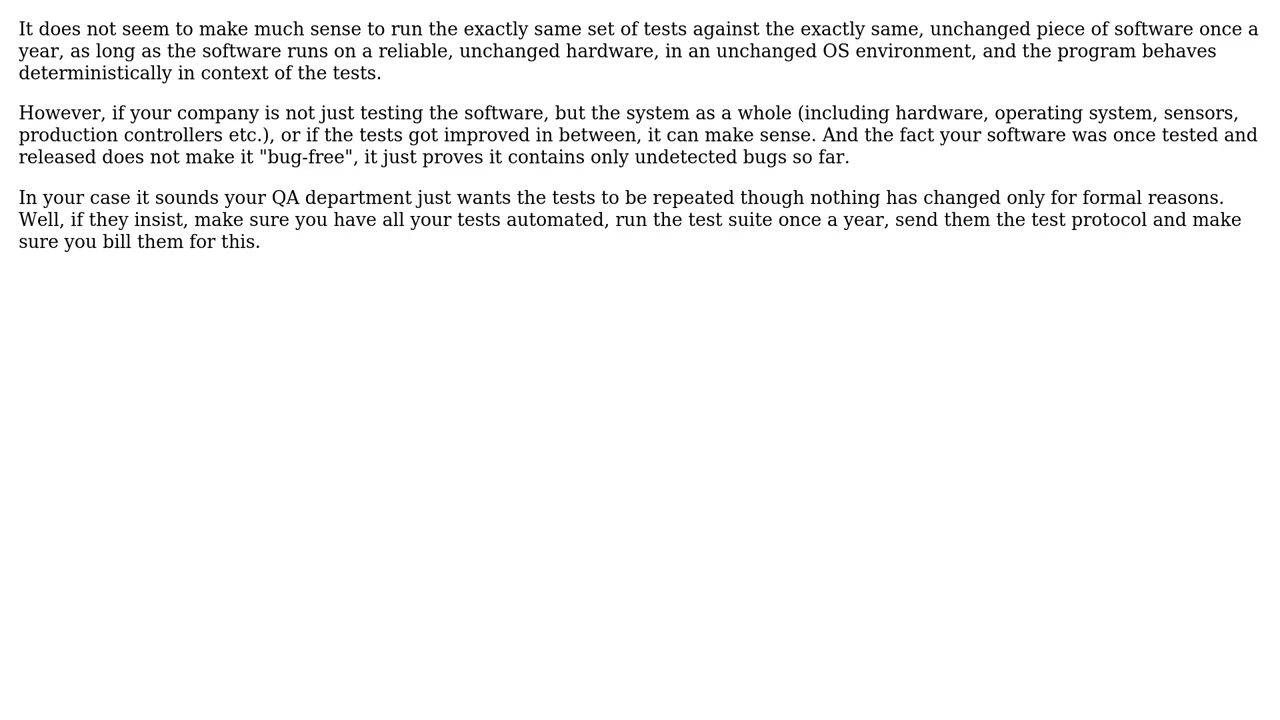 It does not seem to make much sense to run the exactly same set of tests against the exactly same, unchanged piece of software once a
year, as long as the software runs on a reliable, unchanged hardware, in an unchanged OS environment, and the program behaves
deterministically in context of the tests.
However, if your company is not just testing the software, but the system as a whole (including hardware, operating system, sensors,
production controllers etc.), or if the tests got improved in between, it can make sense. And the fact your software was once tested and
released does not make it "bug-free", it just proves it contains only undetected bugs so far.
In your case it sounds your QA department just wants the tests to be repeated though nothing has changed only for formal reasons.
Well, if they insist, make sure you have all your tests automated, run the test suite once a year, send them the test protocol and make
sure you bill them for this.